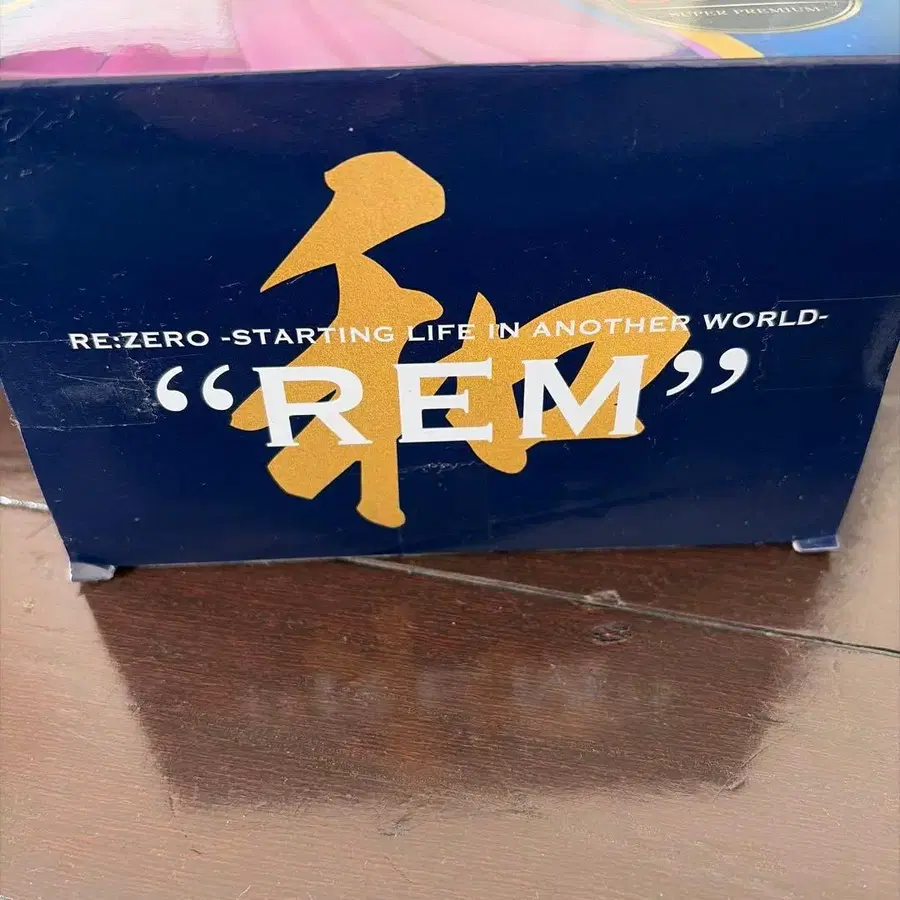 SUPER PREMIUM
和
RE:ZERO -STARTING LIFE IN ANOTHER WORLD-
“REM”